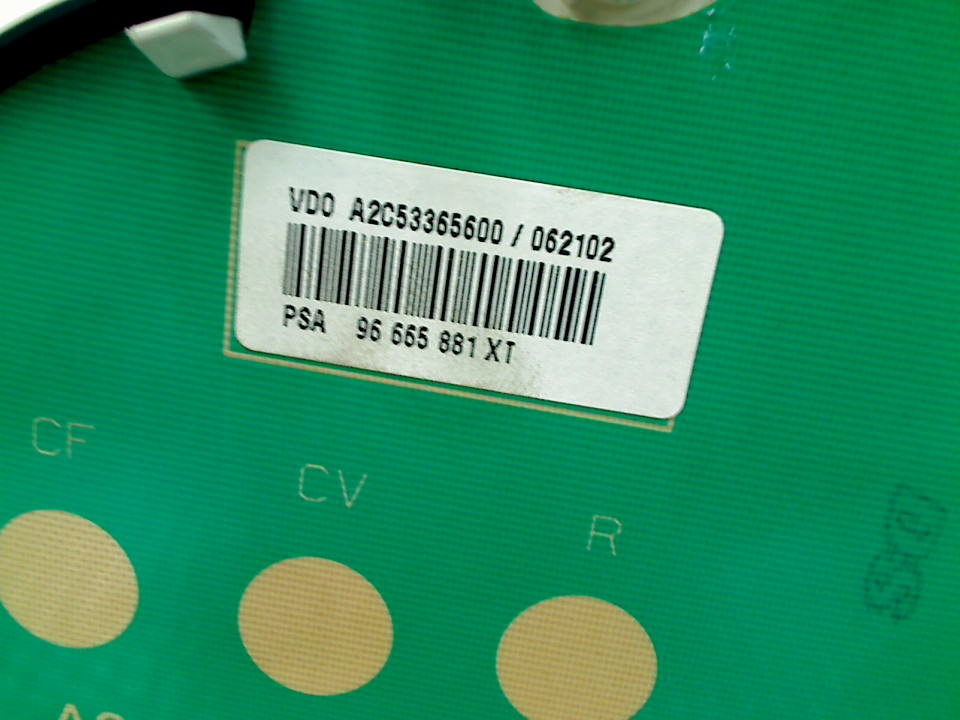 VDO A2C53365600 / 062102
PSA 96 665 881 XT
CF
CV
R